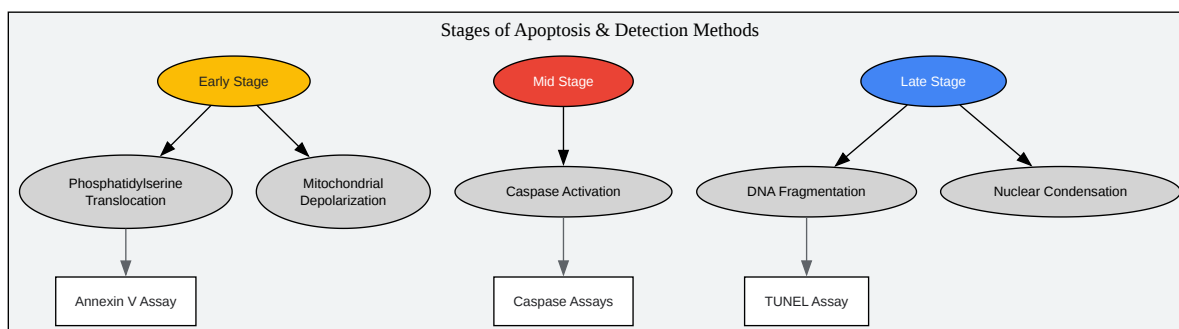 Stages of Apoptosis & Detection Methods
Early Stage
Mid Stage
Late Stage
Phosphatidylserine
Translocation
Mitochondrial
Depolarization
Caspase Activation
DNA Fragmentation
Nuclear Condensation
Annexin V Assay
Caspase Assays
TUNEL Assay